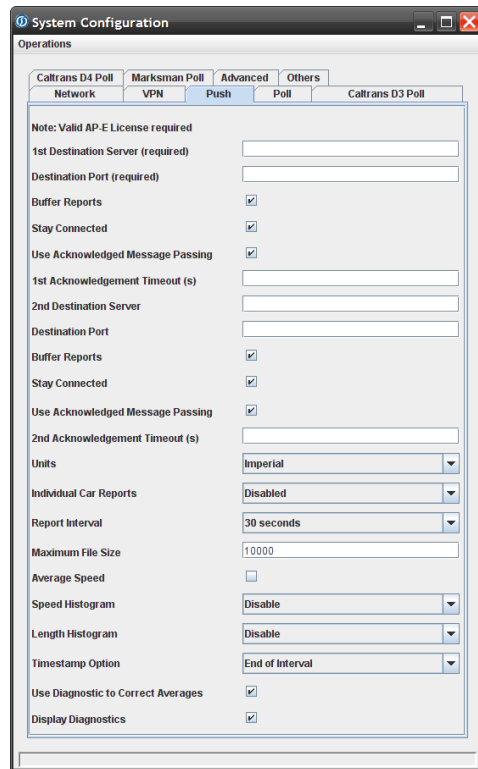 System Configuration
Operations
Caltrans D4 Poll Marksman Poll Advanced Others
Network VPN Push Poll Caltrans D3 Poll
Note: Valid AP-E License required
1st Destination Server (required)
Destination Port (required)
Buffer Reports
Stay Connected
Use Acknowledged Message Passing
1st Acknowledgement Timeout (s)
2nd Destination Server
Destination Port
Buffer Reports
Stay Connected
Use Acknowledged Message Passing
2nd Acknowledgement Timeout (s)
Units Imperial
Individual Car Reports Disabled
Report Interval 30 seconds
Maximum File Size 10000
Average Speed
Speed Histogram Disable
Length Histogram Disable
Timestamp Option End of Interval
Use Diagnostic to Correct Averages
Display Diagnostics